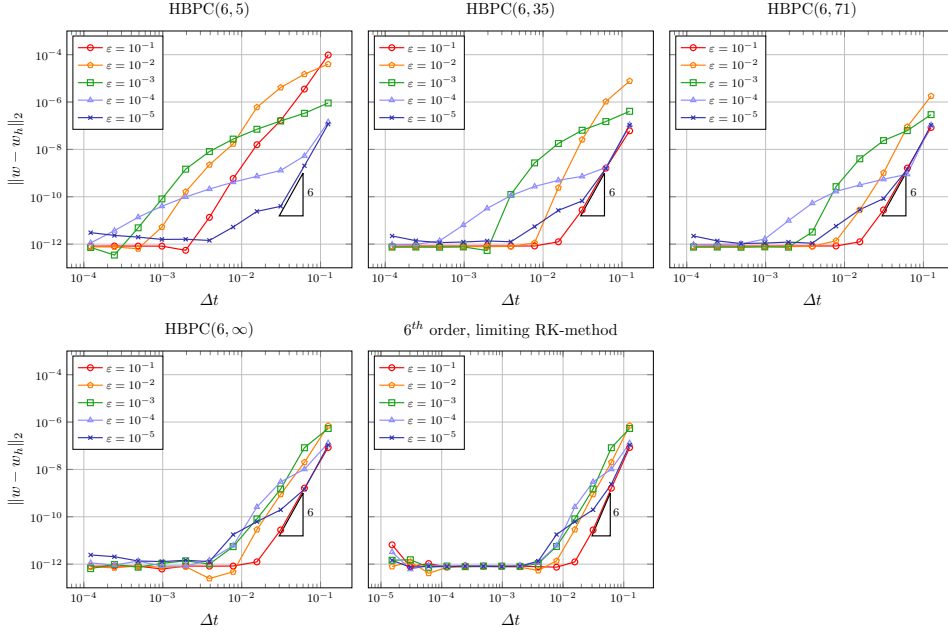 HBPC(6, 5)
HBPC(6, 35)
HBPC(6, 71)
‖w − w_h‖₂
10⁻⁴
10⁻⁶
10⁻⁸
10⁻¹⁰
10⁻¹²
ε = 10⁻¹
ε = 10⁻²
ε = 10⁻³
ε = 10⁻⁴
ε = 10⁻⁵
6
10⁻⁴ 10⁻³ 10⁻² 10⁻¹
Δt
ε = 10⁻¹
ε = 10⁻²
ε = 10⁻³
ε = 10⁻⁴
ε = 10⁻⁵
6
10⁻⁴ 10⁻³ 10⁻² 10⁻¹
Δt
ε = 10⁻¹
ε = 10⁻²
ε = 10⁻³
ε = 10⁻⁴
ε = 10⁻⁵
6
10⁻⁴ 10⁻³ 10⁻² 10⁻¹
Δt
HBPC(6, ∞)
6ᵗʰ order, limiting RK-method
‖w − w_h‖₂
10⁻⁴
10⁻⁶
10⁻⁸
10⁻¹⁰
10⁻¹²
ε = 10⁻¹
ε = 10⁻²
ε = 10⁻³
ε = 10⁻⁴
ε = 10⁻⁵
6
10⁻⁴ 10⁻³ 10⁻² 10⁻¹
Δt
ε = 10⁻¹
ε = 10⁻²
ε = 10⁻³
ε = 10⁻⁴
ε = 10⁻⁵
6
10⁻⁵ 10⁻⁴ 10⁻³ 10⁻² 10⁻¹
Δt